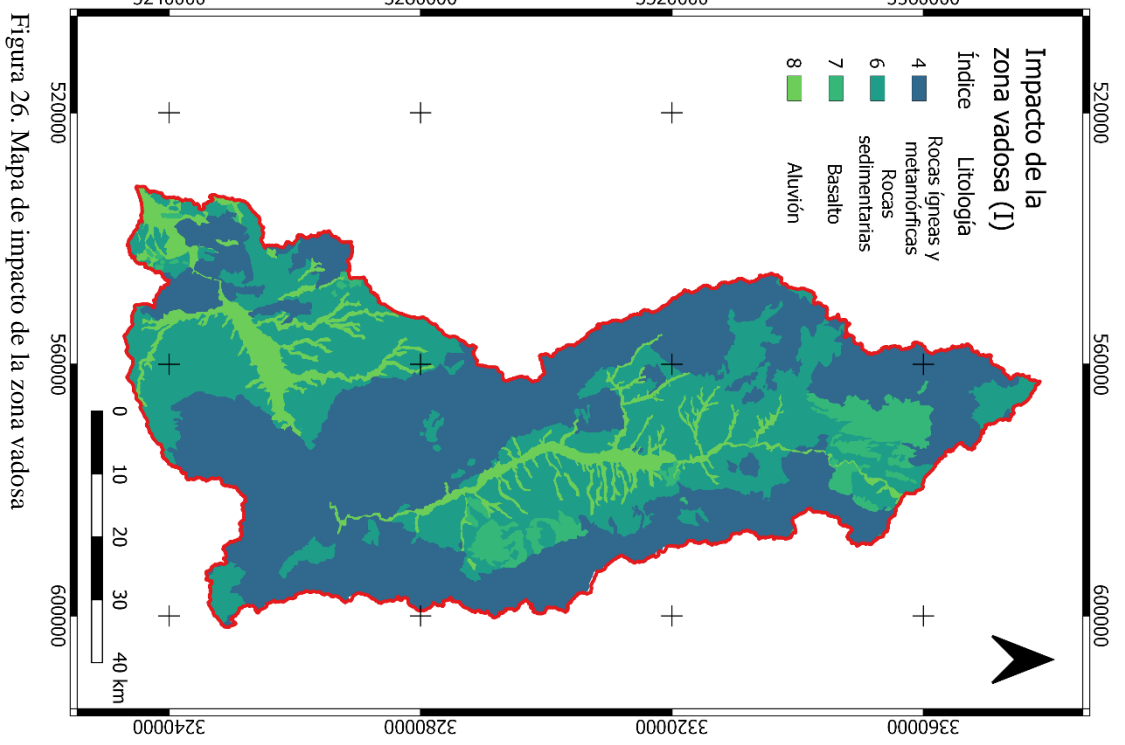 520000 560000 600000
Impacto de la
zona vadosa (I)
Índice Litología
4 Rocas ígneas y
metamórficas
6 Rocas
sedimentarias
7 Basalto
8 Aluvión
3360000
3320000
3280000
3240000
0 10 20 30 40 km
520000 560000 600000
Figura 26. Mapa de impacto de la zona vadosa